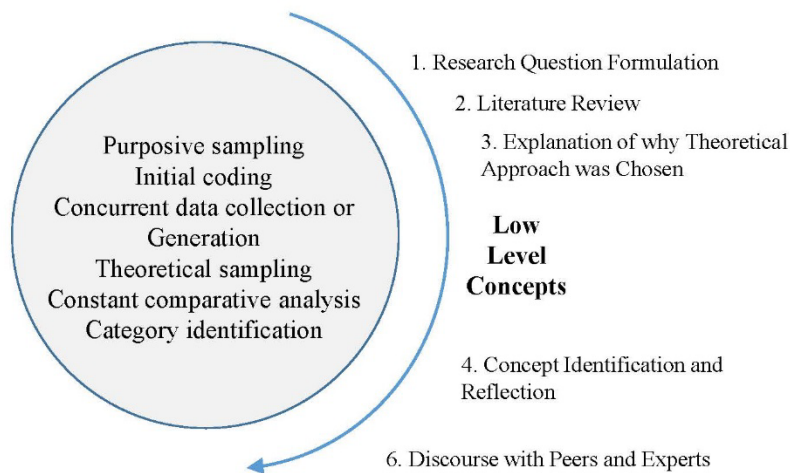 1. Research Question Formulation
2. Literature Review
3. Explanation of why Theoretical
Approach was Chosen
Purposive sampling
Initial coding
Concurrent data collection or
Generation
Theoretical sampling
Constant comparative analysis
Category identification
Low
Level
Concepts
4. Concept Identification and
Reflection
6. Discourse with Peers and Experts